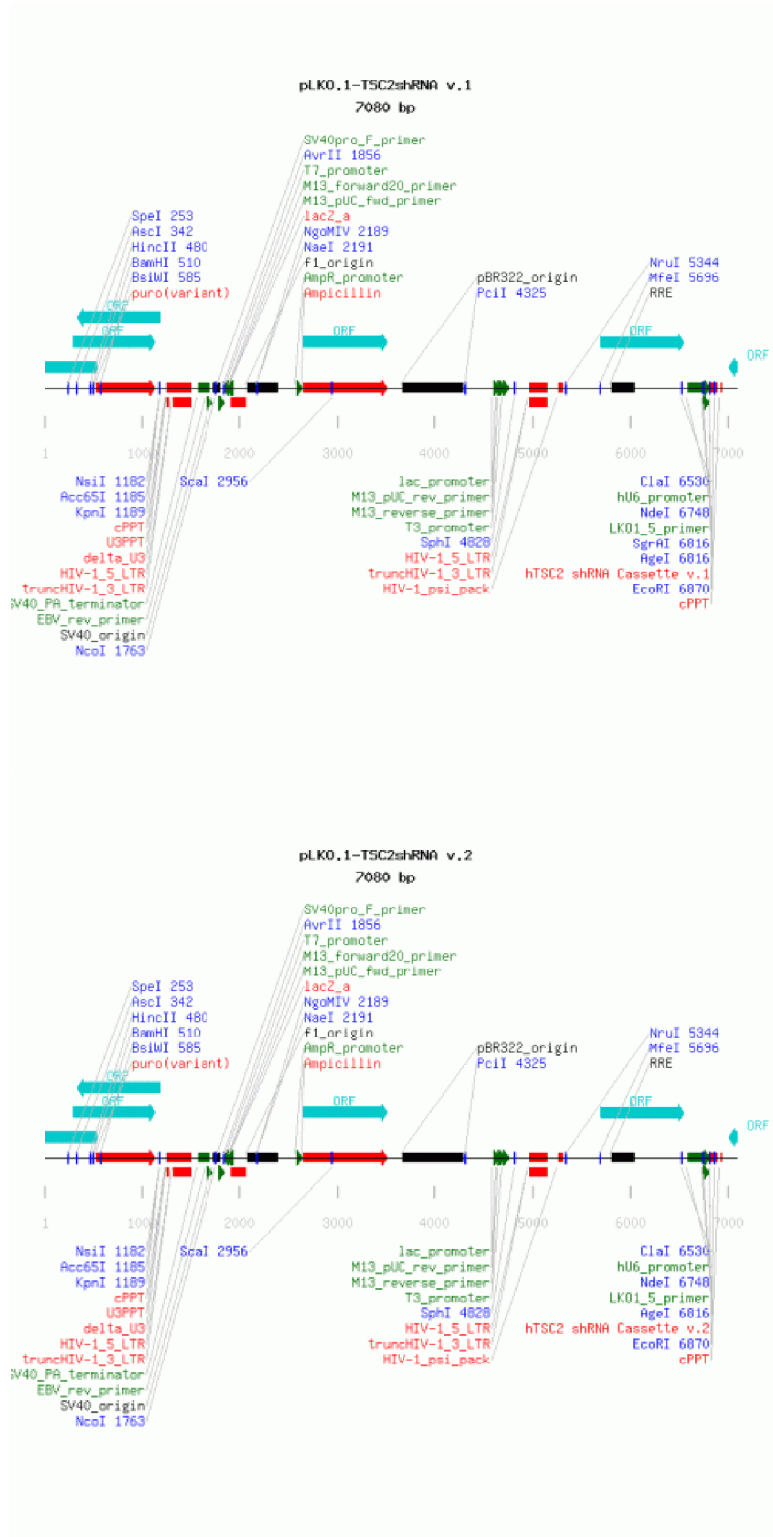 pLKO.1-TSC2shRNA v.1
7080 bp
SV40pro_F_primer
AvrII 1856
T7_promoter
M13_forward20_primer
M13_pUC_fwd_primer
SpeI 253
lacZ_a
AscI 342
NgoMIV 2189
HincII 480
NaeI 2191
NruI 5344
BamHI 510
f1_origin
MfeI 5696
BsiWI 585
AmpR_promoter
pBR322_origin
RRE
puro(variant)
Ampicillin
PciI 4325
ORF
ORF
ORF
ORF
ORF
1
1000
2000
3000
4000
5000
6000
7000
NsiI 1182
ScaI 2956
lac_promoter
ClaI 6530
Acc65I 1185
M13_pUC_rev_primer
hU6_promoter
KpnI 1189
M13_reverse_primer
NdeI 6748
cPPT
T3_promoter
LKO1_5_primer
U3PPT
SphI 4828
SgrAI 6816
delta_U3
HIV-1_5_LTR
AgeI 6816
HIV-1_5_LTR
truncHIV-1_3_LTR
hTSC2 shRNA Cassette v.1
truncHIV-1_3_LTR
HIV-1_psi_pack
EcoRI 6870
SV40_PA_terminator
cPPT
EBV_rev_primer
SV40_origin
NcoI 1763
pLKO.1-TSC2shRNA v.2
7080 bp
SV40pro_F_primer
AvrII 1856
T7_promoter
M13_forward20_primer
M13_pUC_fwd_primer
SpeI 253
lacZ_a
AscI 342
NgoMIV 2189
HincII 480
NaeI 2191
NruI 5344
BamHI 510
f1_origin
MfeI 5696
BsiWI 585
AmpR_promoter
pBR322_origin
RRE
puro(variant)
Ampicillin
PciI 4325
ORF
ORF
ORF
ORF
ORF
1
1000
2000
3000
4000
5000
6000
7000
NsiI 1182
ScaI 2956
lac_promoter
ClaI 6530
Acc65I 1185
M13_pUC_rev_primer
hU6_promoter
KpnI 1189
M13_reverse_primer
NdeI 6748
cPPT
T3_promoter
LKO1_5_primer
U3PPT
SphI 4828
AgeI 6816
delta_U3
HIV-1_5_LTR
hTSC2 shRNA Cassette v.2
HIV-1_5_LTR
truncHIV-1_3_LTR
EcoRI 6870
truncHIV-1_3_LTR
HIV-1_psi_pack
cPPT
SV40_PA_terminator
EBV_rev_primer
SV40_origin
NcoI 1763